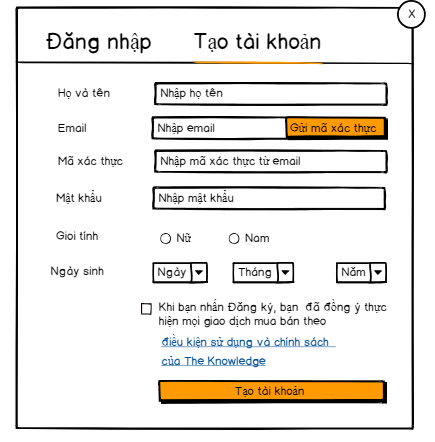 X
Đăng nhập Tạo tài khoản
Họ và tên Nhập họ tên
Email Nhập email Gửi mã xác thực
Mã xác thực Nhập mã xác thực từ email
Mật khẩu Nhập mật khẩu
Giơi tính Nữ Nam
Ngày sinh Ngày Tháng Năm
Khi bạn nhấn Đăng ký, bạn đã đồng ý thực
hiện mọi giao dịch mua bán theo
điều kiện sử dụng và chính sách
của The Knowledge
Tạo tài khoản